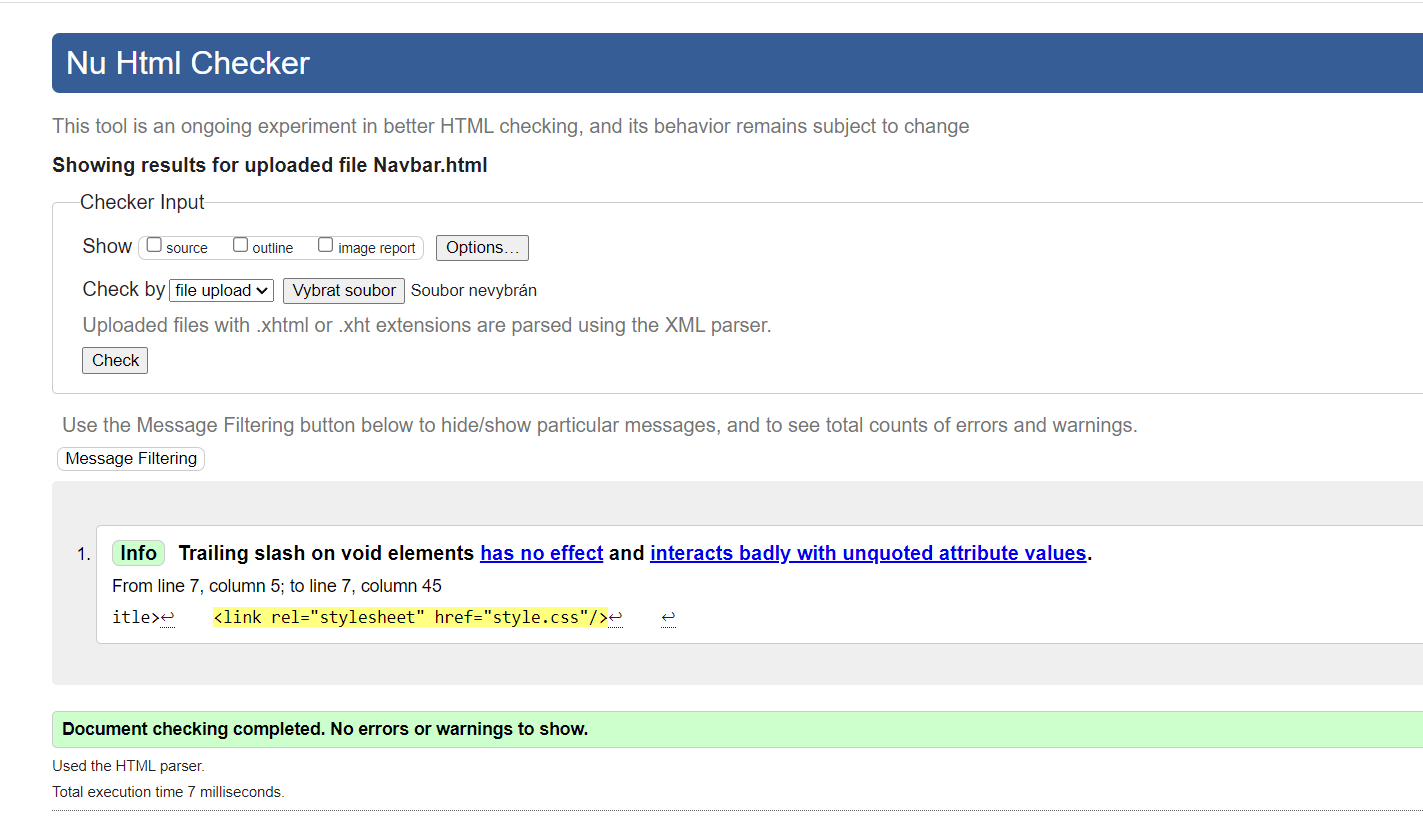 Nu Html Checker
This tool is an ongoing experiment in better HTML checking, and its behavior remains subject to change
Showing results for uploaded file Navbar.html
Checker Input
Show source outline image report Options...
Check by file upload Vybrat soubor Soubor nevybrán
Uploaded files with .xhtml or .xht extensions are parsed using the XML parser.
Check
Use the Message Filtering button below to hide/show particular messages, and to see total counts of errors and warnings.
Message Filtering
1. Info Trailing slash on void elements has no effect and interacts badly with unquoted attribute values.
From line 7, column 5; to line 7, column 45
itle>↩ <link rel="stylesheet" href="style.css"/>↩ ↩
Document checking completed. No errors or warnings to show.
Used the HTML parser.
Total execution time 7 milliseconds.